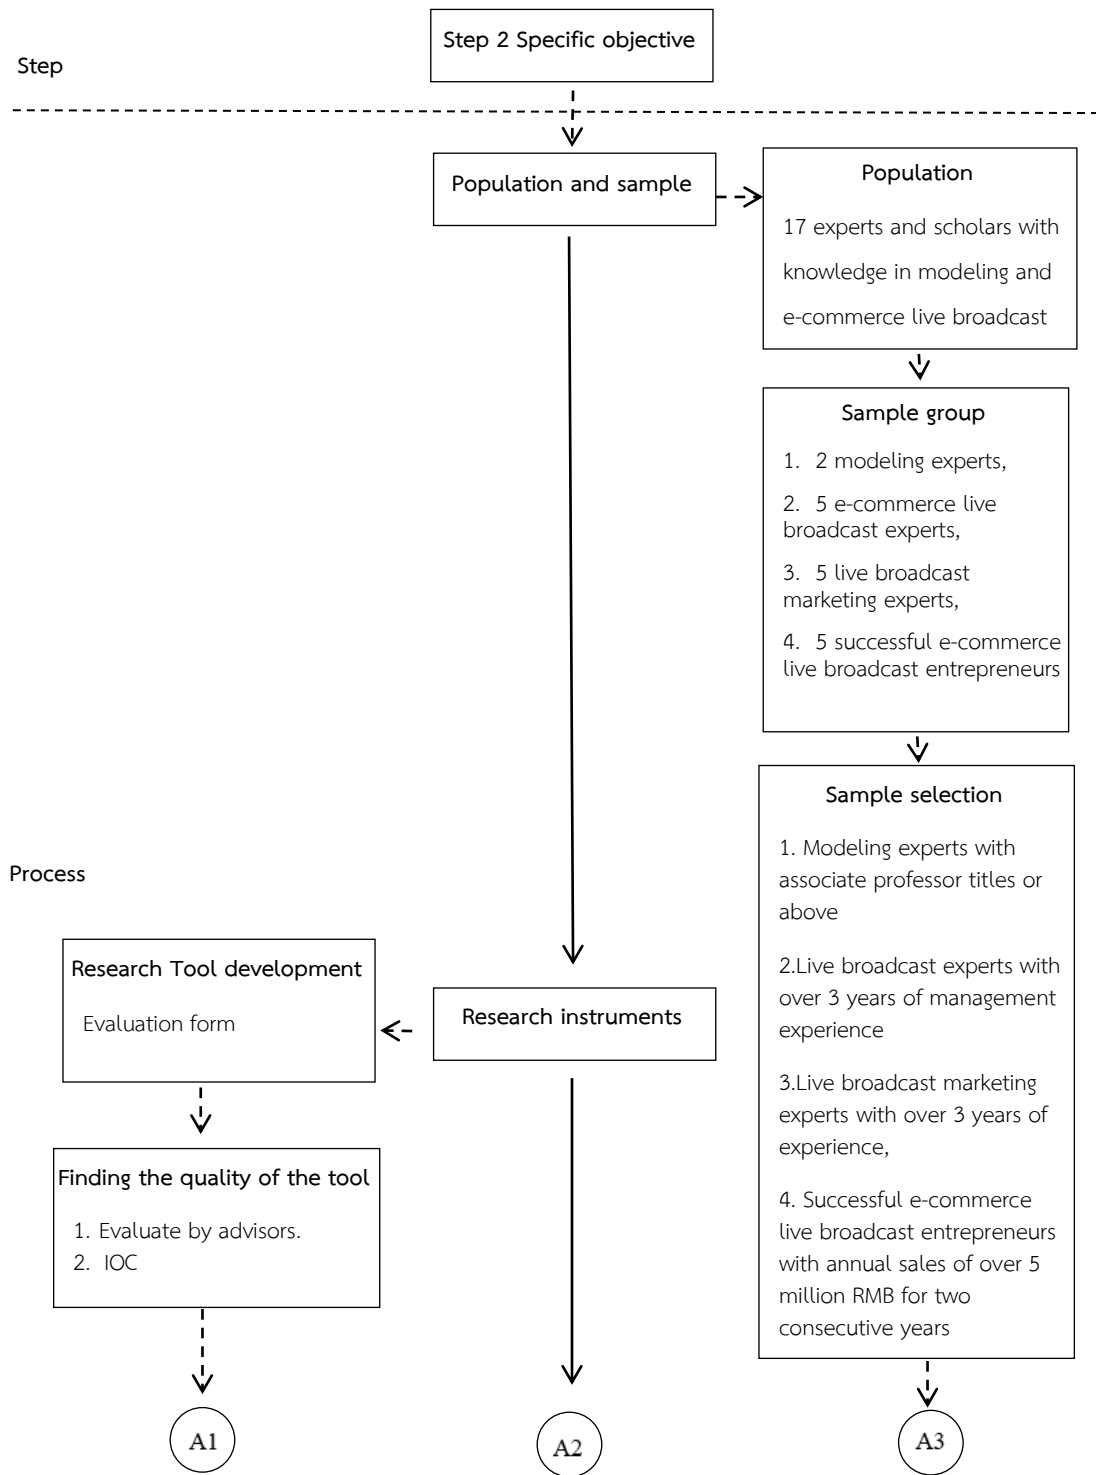 Step 2 Specific objective
Step
Population and sample
Population
17 experts and scholars with
knowledge in modeling and
e-commerce live broadcast
Sample group
1. 2 modeling experts,
2. 5 e-commerce live
broadcast experts,
3. 5 live broadcast
marketing experts,
4. 5 successful e-commerce
live broadcast entrepreneurs
Sample selection
1. Modeling experts with
associate professor titles or
above
2.Live broadcast experts with
over 3 years of management
experience
3.Live broadcast marketing
experts with over 3 years of
experience,
4. Successful e-commerce
live broadcast entrepreneurs
with annual sales of over 5
million RMB for two
consecutive years
Process
Research Tool development
Evaluation form
Research instruments
Finding the quality of the tool
1. Evaluate by advisors.
2. IOC
A1
A2
A3